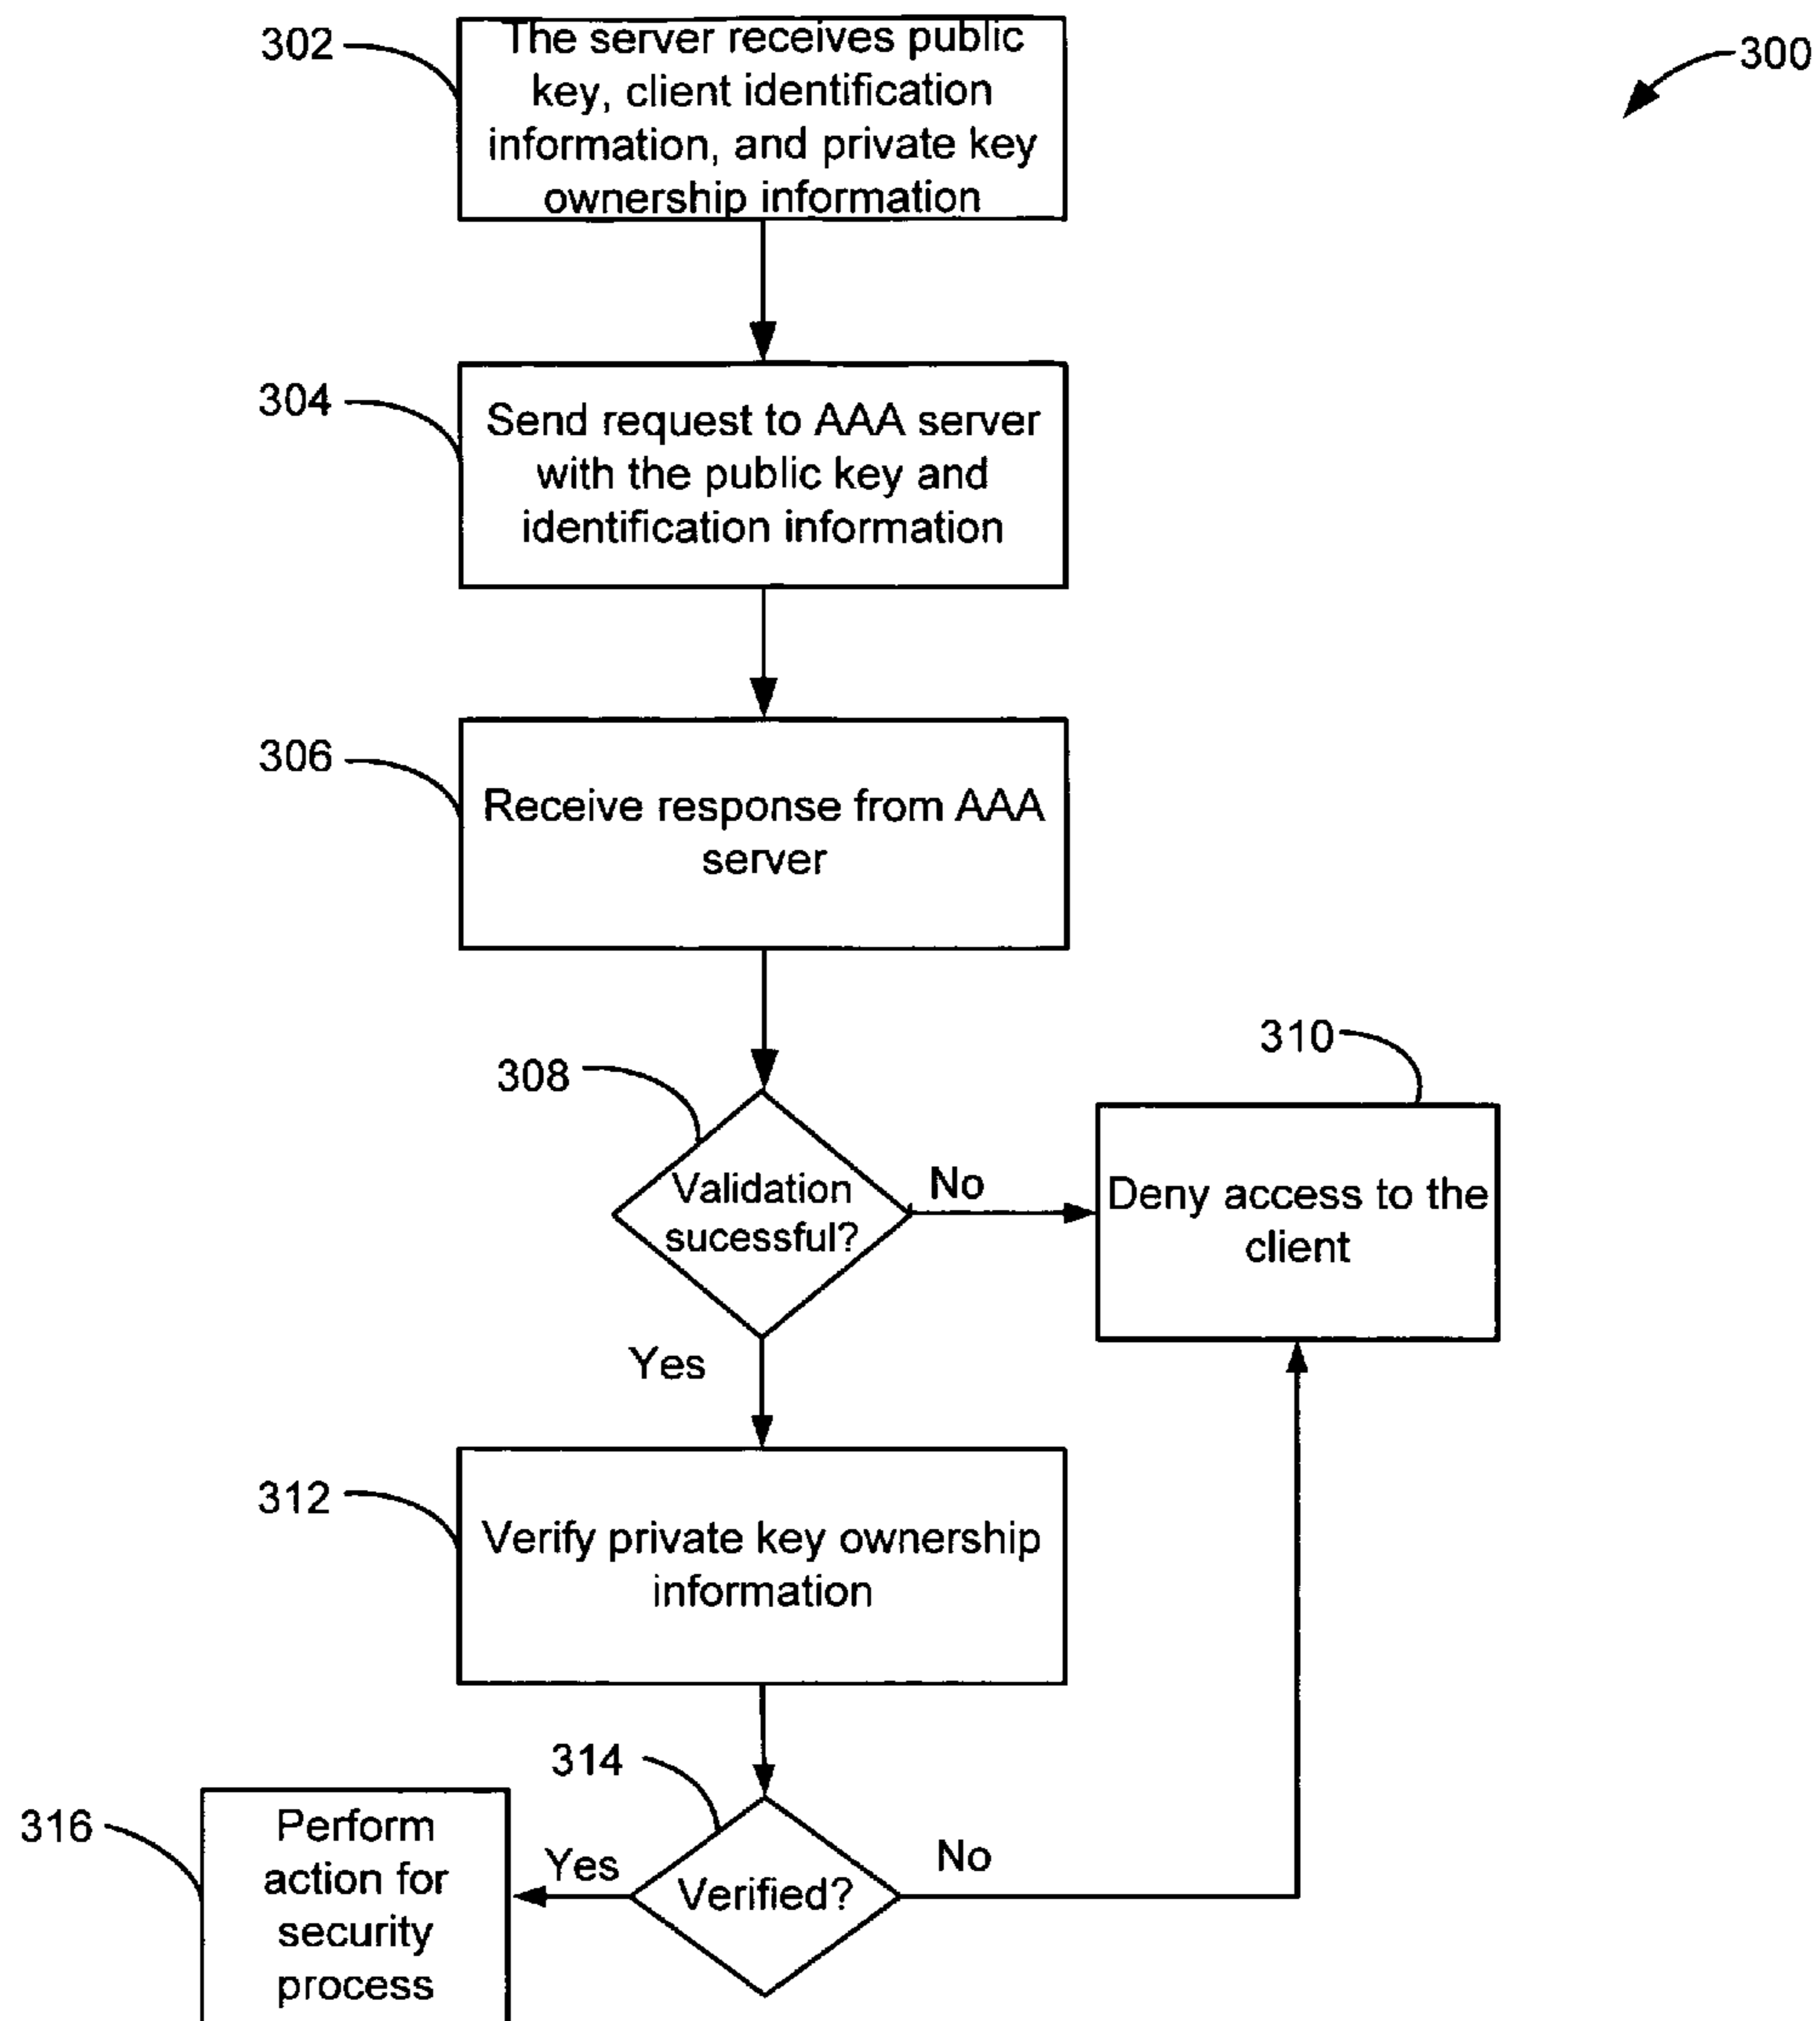 302
The server receives public
key, client identification
information, and private key
ownership information
300
304
Send request to AAA server
with the public key and
identification information
306
Receive response from AAA
server
308
Validation
sucessful?
No
310
Deny access to the
client
Yes
312
Verify private key ownership
information
314
Verified?
Yes
No
316
Perform
action for
security
process